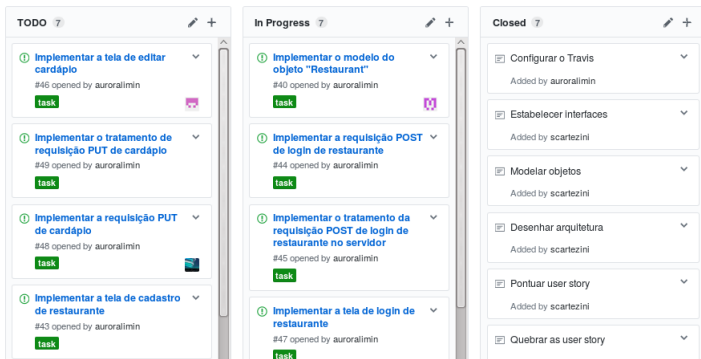 TODO 7
Implementar a tela de editar
cardápio
#46 opened by auroralimin
task
Implementar o tratamento de
requisição PUT de cardápio
#49 opened by auroralimin
task
Implementar a requisição PUT
de cardápio
#48 opened by auroralimin
task
Implementar a tela de cadastro
de restaurante
#43 opened by auroralimin
task
In Progress 7
Implementar o modelo do
objeto "Restaurant"
#40 opened by auroralimin
task
Implementar a requisição POST
de login de restaurante
#44 opened by auroralimin
task
Implementar o tratamento da
requisição POST de login de
restaurante no servidor
#45 opened by auroralimin
task
Implementar a tela de login de
restaurante
#47 opened by auroralimin
task
Closed 7
Configurar o Travis
Added by auroralimin
Estabelecer interfaces
Added by scartezini
Modelar objetos
Added by scartezini
Desenhar arquitetura
Added by scartezini
Pontuar user story
Added by scartezini
Quebrar as user story